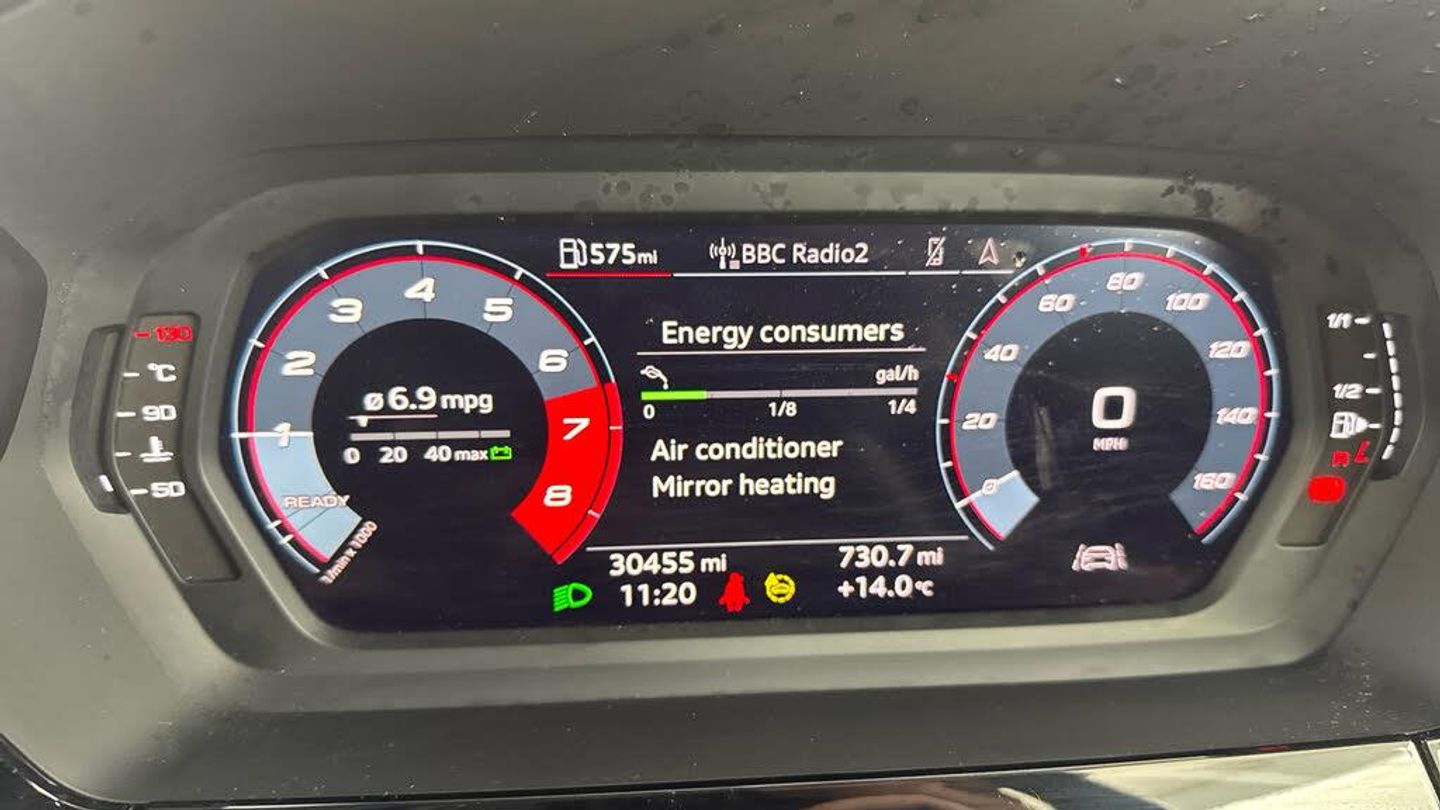 575mi
BBC Radio2
130
°C
90
50
1
2
3
4
5
6
7
8
READY
1/min x 1000
ø 6.9 mpg
0 20 40 max
Energy consumers
gal/h
0 1/8 1/4
Air conditioner
Mirror heating
30455 mi
730.7 mi
11:20
+14.0°C
0
20
40
60
80
100
120
140
160
0
MPH
1/1
1/2
R